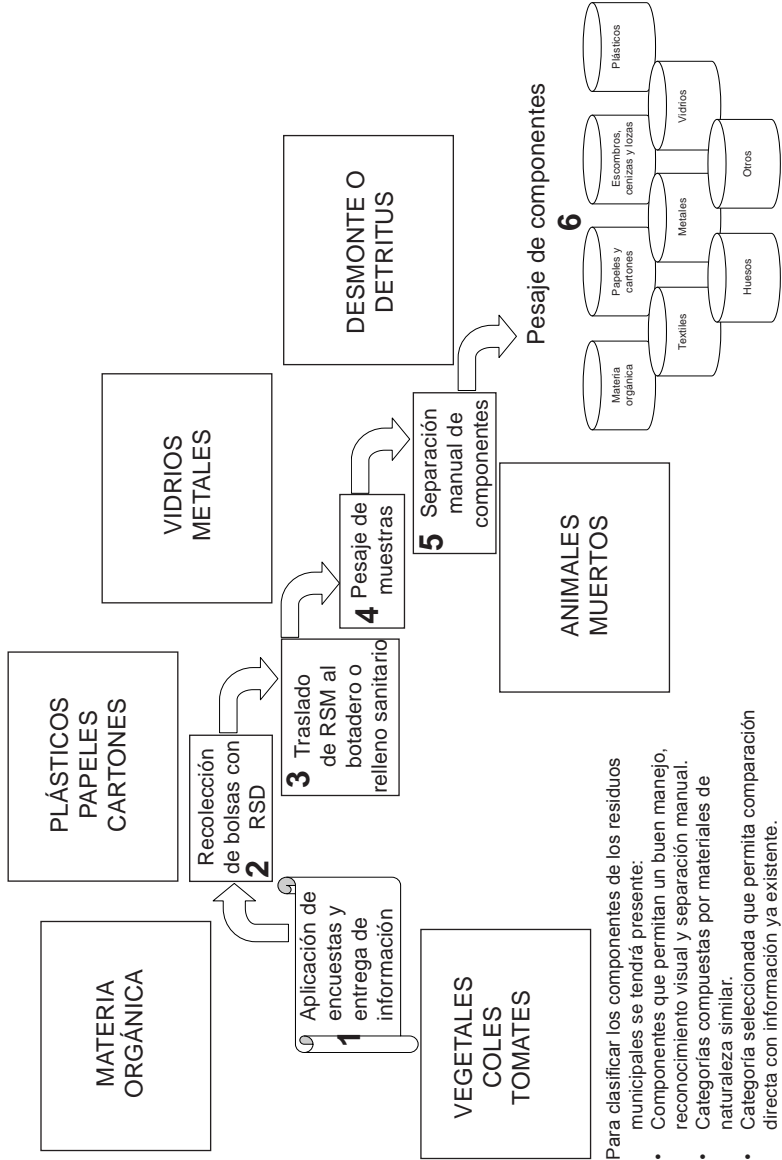 MATERIA
ORGÁNICA
PLÁSTICOS
PAPELES
CARTONES
VIDRIOS
METALES
DESMONTE O
DETRITUS
1 Aplicación de
encuestas y
entrega de
información
Recolección
de bolsas con
2 RSD
3 Traslado
de RSM al
botadero o
relleno sanitario
4 Pesaje de
muestras
5 Separación
manual de
componentes
Pesaje de componentes
6
Materia
orgánica
Papeles y
cartones
Escombros,
cenizas y lozas
Plásticos
Textiles
Metales
Vidrios
Huesos
Otros
VEGETALES
COLES
TOMATES
ANIMALES
MUERTOS
Para clasificar los componentes de los residuos
municipales se tendrá presente:
• Componentes que permitan un buen manejo,
reconocimiento visual y separación manual.
• Categorías compuestas por materiales de
naturaleza similar.
• Categoría seleccionada que permita comparación
directa con información ya existente.